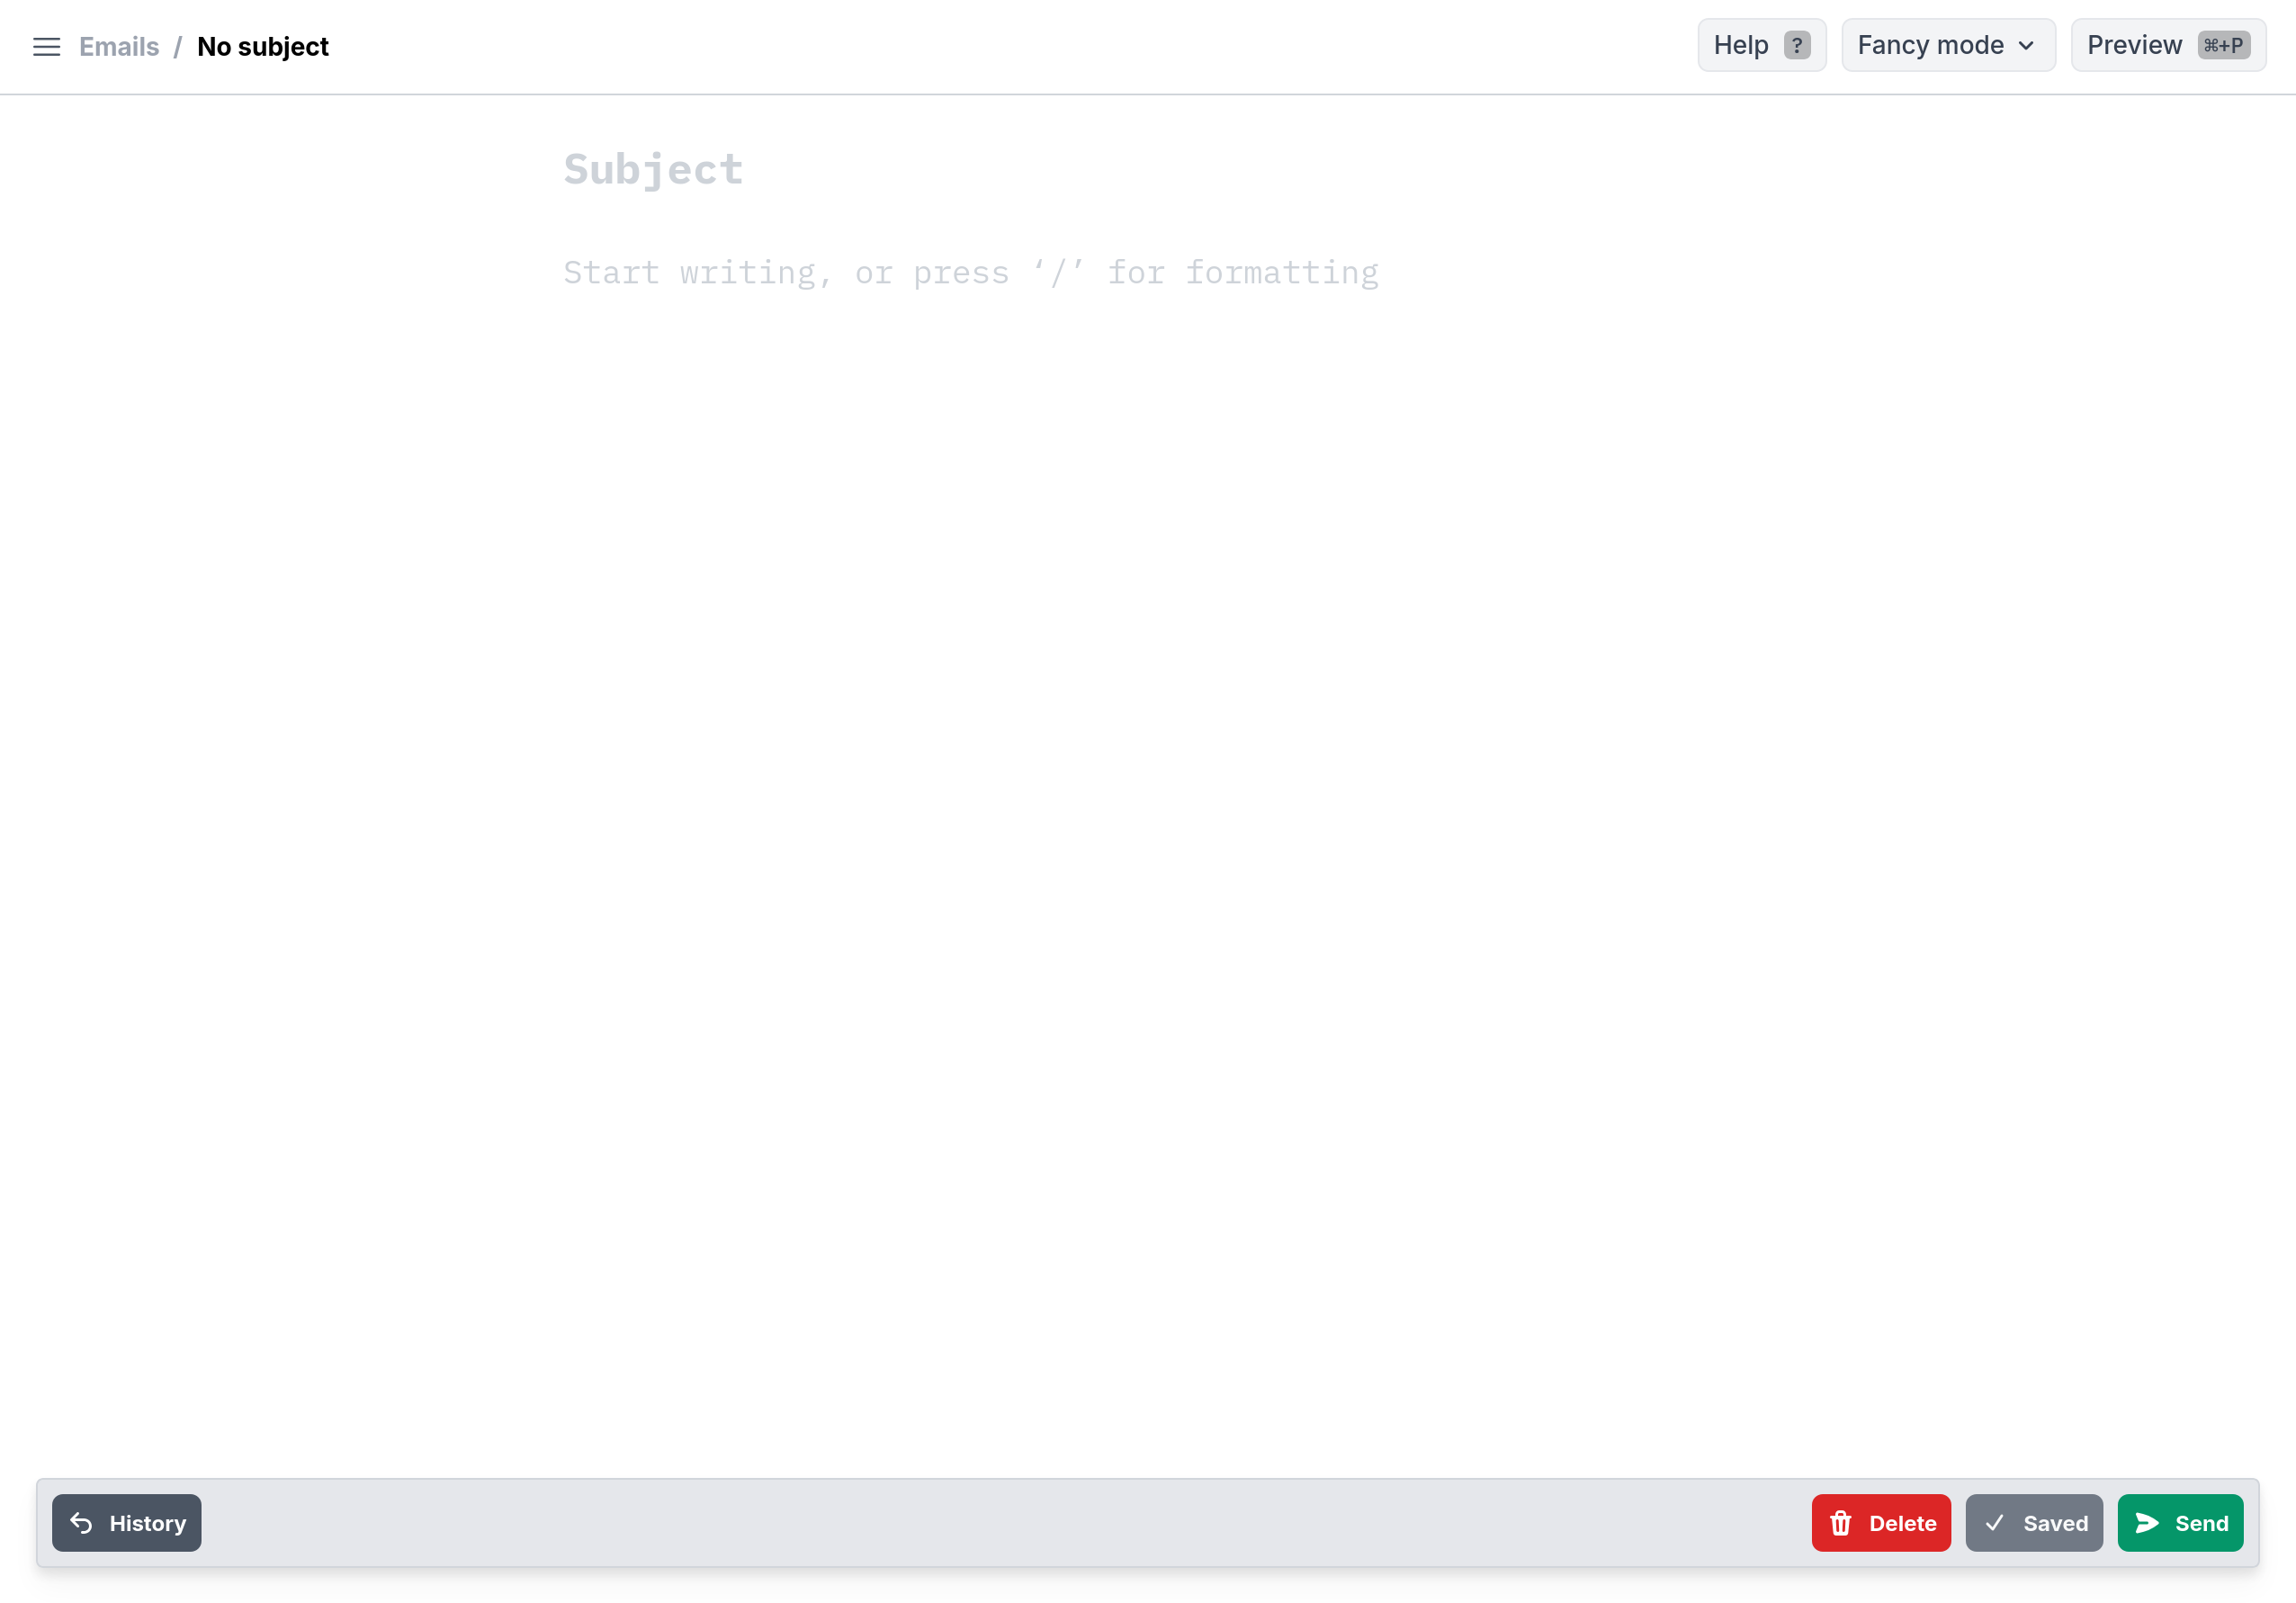 Emails / No subject
Help ?
Fancy mode
Preview ⌘+P
Subject
Start writing, or press ‘/’ for formatting
History
Delete
Saved
Send